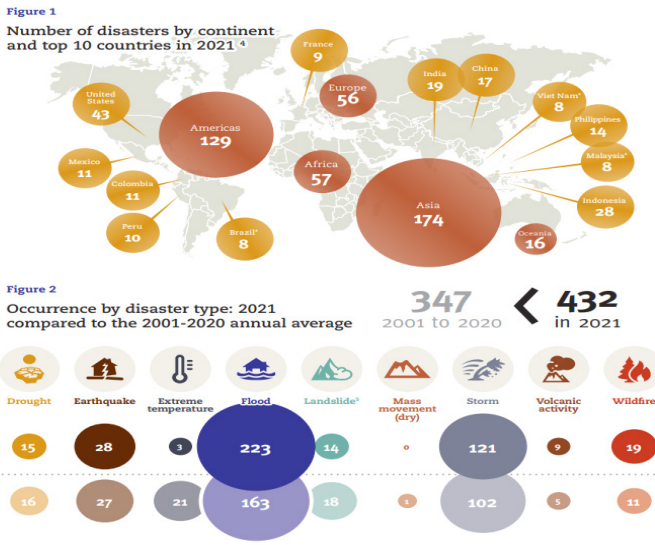 Figure 1
Number of disasters by continent
and top 10 countries in 2021 4
France
9
Europe
56
India
19
China
17
Viet Nam*
8
Philippines
14
Malaysia*
8
Indonesia
28
United
States
43
Americas
129
Mexico
11
Colombia
11
Peru
10
Brazil*
8
Africa
57
Asia
174
Oceania
16
Figure 2
Occurrence by disaster type: 2021
compared to the 2001-2020 annual average
347 < 432
2001 to 2020 in 2021
Drought
Earthquake
Extreme
temperature
Flood
Landslide5
Mass
movement
(dry)
Storm
Volcanic
activity
Wildfire
15 28 3 223 14 0 121 9 19
16 27 21 163 18 1 102 5 11